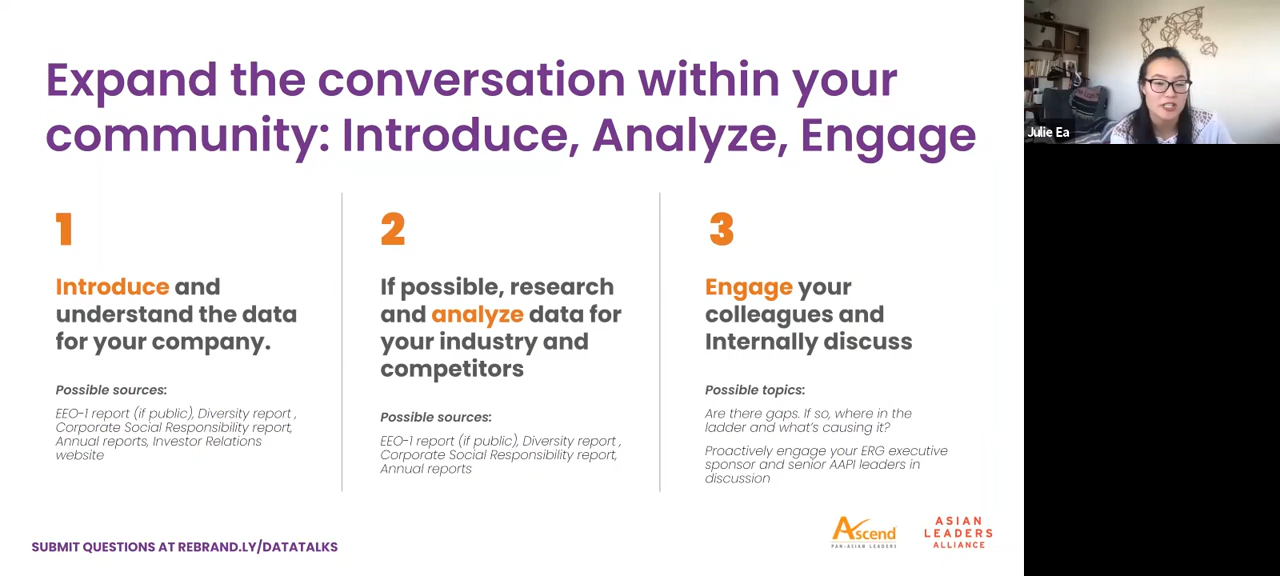 Expand the conversation within your
community: Introduce, Analyze, Engage
1
Introduce and
understand the data
for your company.
Possible sources:
EEO-1 report (if public), Diversity report ,
Corporate Social Responsibility report,
Annual reports, Investor Relations
website
2
If possible, research
and analyze data for
your industry and
competitors
Possible sources:
EEO-1 report (if public), Diversity report ,
Corporate Social Responsibility report,
Annual reports
3
Engage your
colleagues and
Internally discuss
Possible topics:
Are there gaps. If so, where in the
ladder and what's causing it?
Proactively engage your ERG executive
sponsor and senior AAPI leaders in
discussion
SUBMIT QUESTIONS AT REBRAND.LY/DATATALKS
Ascend
PAN-ASIAN LEADERS
ASIAN
LEADERS
ALLIANCE
Julie Ea